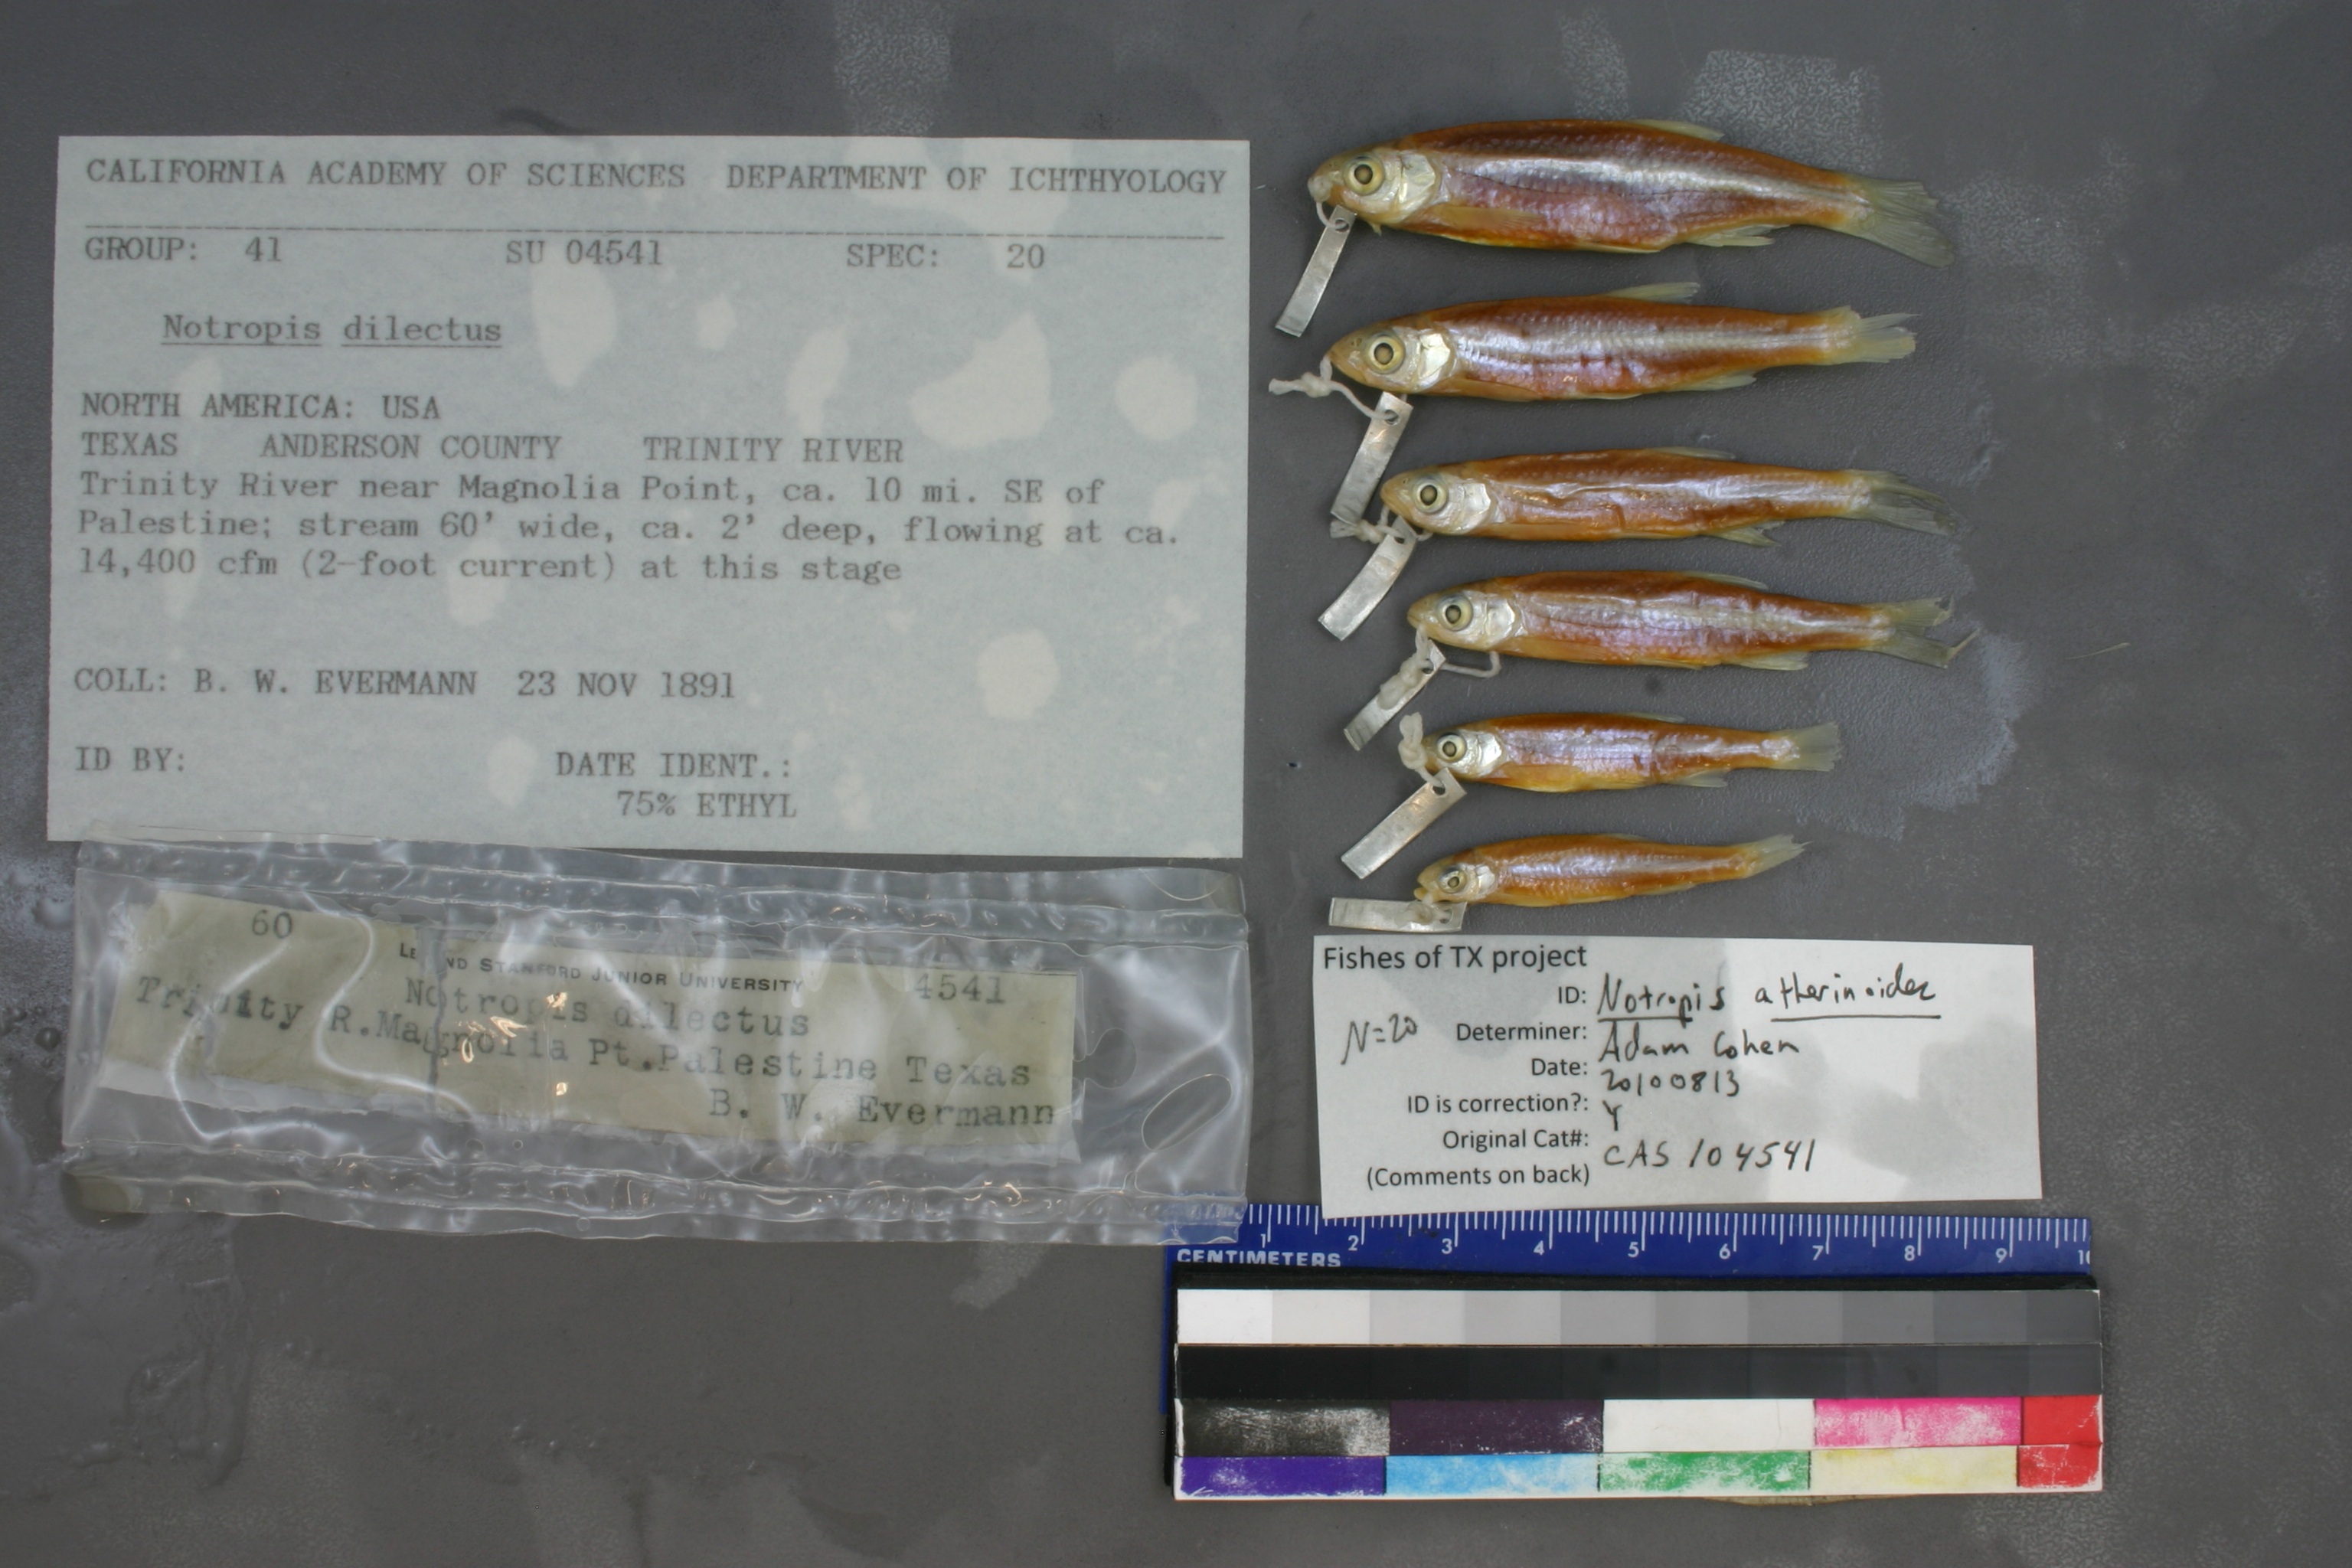 CALIFORNIA ACADEMY OF SCIENCES DEPARTMENT OF ICHTHYOLOGY
GROUP: 41 SU 04541 SPEC: 20
Notropis dilectus
NORTH AMERICA: USA
TEXAS ANDERSON COUNTY TRINITY RIVER
Trinity River near Magnolia Point, ca. 10 mi. SE of
Palestine; stream 60' wide, ca. 2' deep, flowing at ca.
14,400 cfm (2-foot current) at this stage
COLL: B. W. EVERMANN 23 NOV 1891
ID BY: DATE IDENT.:
75% ETHYL
60
LELAND STANFORD JUNIOR UNIVERSITY
Notropis dilectus 4541
Trinity R.Magnolia Pt.Palestine Texas
B. W. Evermann
Fishes of TX project
ID: Notropis atherinoides
N=20 Determiner: Adam Cohen
Date: 20100813
ID is correction?: Y
Original Cat#: CAS 104541
(Comments on back)
1 2 3 4 5 6 7 8 9 10
CENTIMETERS